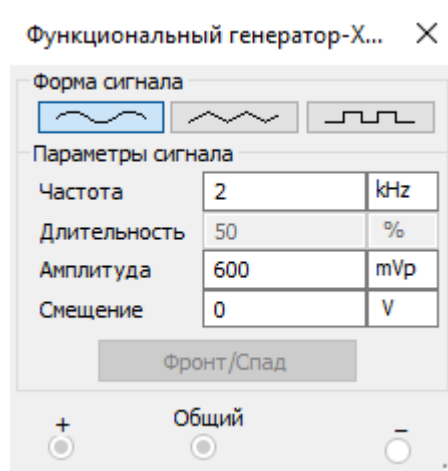 Функциональный генератор-X...
Форма сигнала
Параметры сигнала
Частота 2 kHz
Длительность 50 %
Амплитуда 600 mVp
Смещение 0 V
Фронт/Спад
+ Общий –